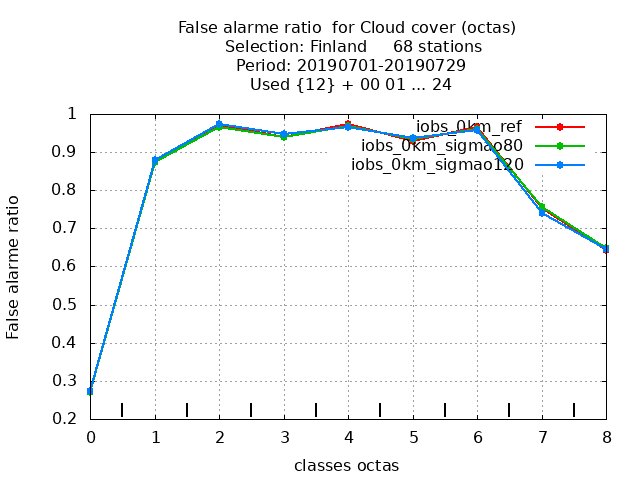 False alarme ratio  for Cloud cover (octas)
Selection: Finland     68 stations
Period: 20190701-20190729
Used {12} + 00 01 ... 24
False alarme ratio
1
0.9
0.8
0.7
0.6
0.5
0.4
0.3
0.2
iobs_0km_ref
iobs_0km_sigmao80
iobs_0km_sigmao120
0 1 2 3 4 5 6 7 8
classes octas